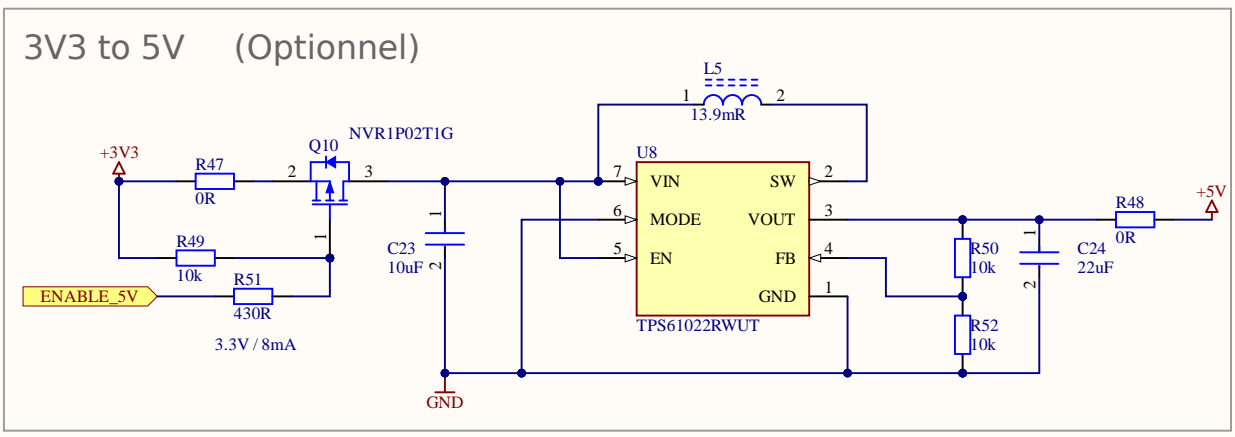 3V3 to 5V (Optionnel)
L5
1 2
13.9mR
NVR1P02T1G
Q10
+3V3
R47
0R
2 3
1
R49
10k
R51
430R
ENABLE_5V
3.3V / 8mA
C23
10uF
1
2
GND
U8
7 VIN SW 2
6 MODE VOUT 3
5 EN FB 4
GND 1
TPS61022RWUT
R50
10k
R52
10k
1
2
C24
22uF
R48
0R
+5V